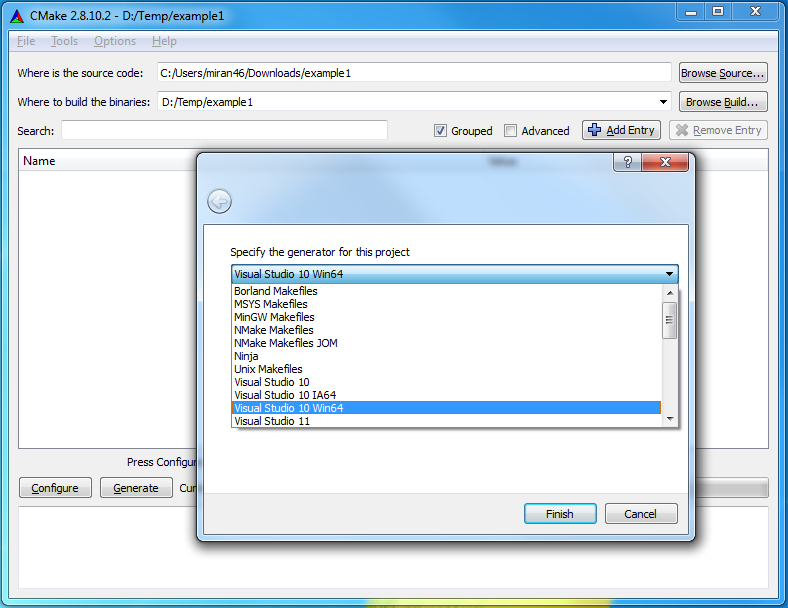 CMake 2.8.10.2 - D:/Temp/example1
File Tools Options Help
Where is the source code: C:/Users/miran46/Downloads/example1 Browse Source...
Where to build the binaries: D:/Temp/example1 Browse Build...
Search: Grouped Advanced Add Entry Remove Entry
Name
?
Specify the generator for this project
Visual Studio 10 Win64
Borland Makefiles
MSYS Makefiles
MinGW Makefiles
NMake Makefiles
NMake Makefiles JOM
Ninja
Unix Makefiles
Visual Studio 10
Visual Studio 10 IA64
Visual Studio 10 Win64
Visual Studio 11
Press Configur
Configure Generate Cur
Finish Cancel